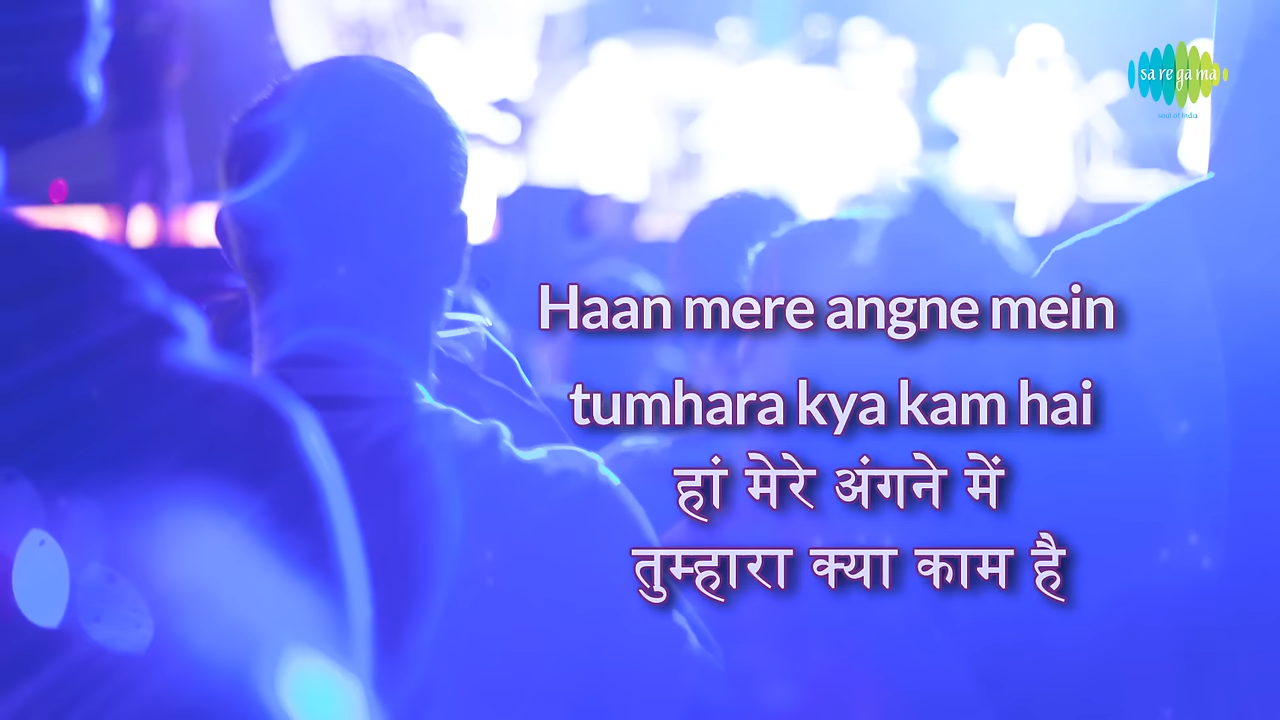 sa re ga ma
soul of India
Haan mere angne mein
tumhara kya kam hai
हां मेरे अंगने में
तुम्हारा क्या काम है